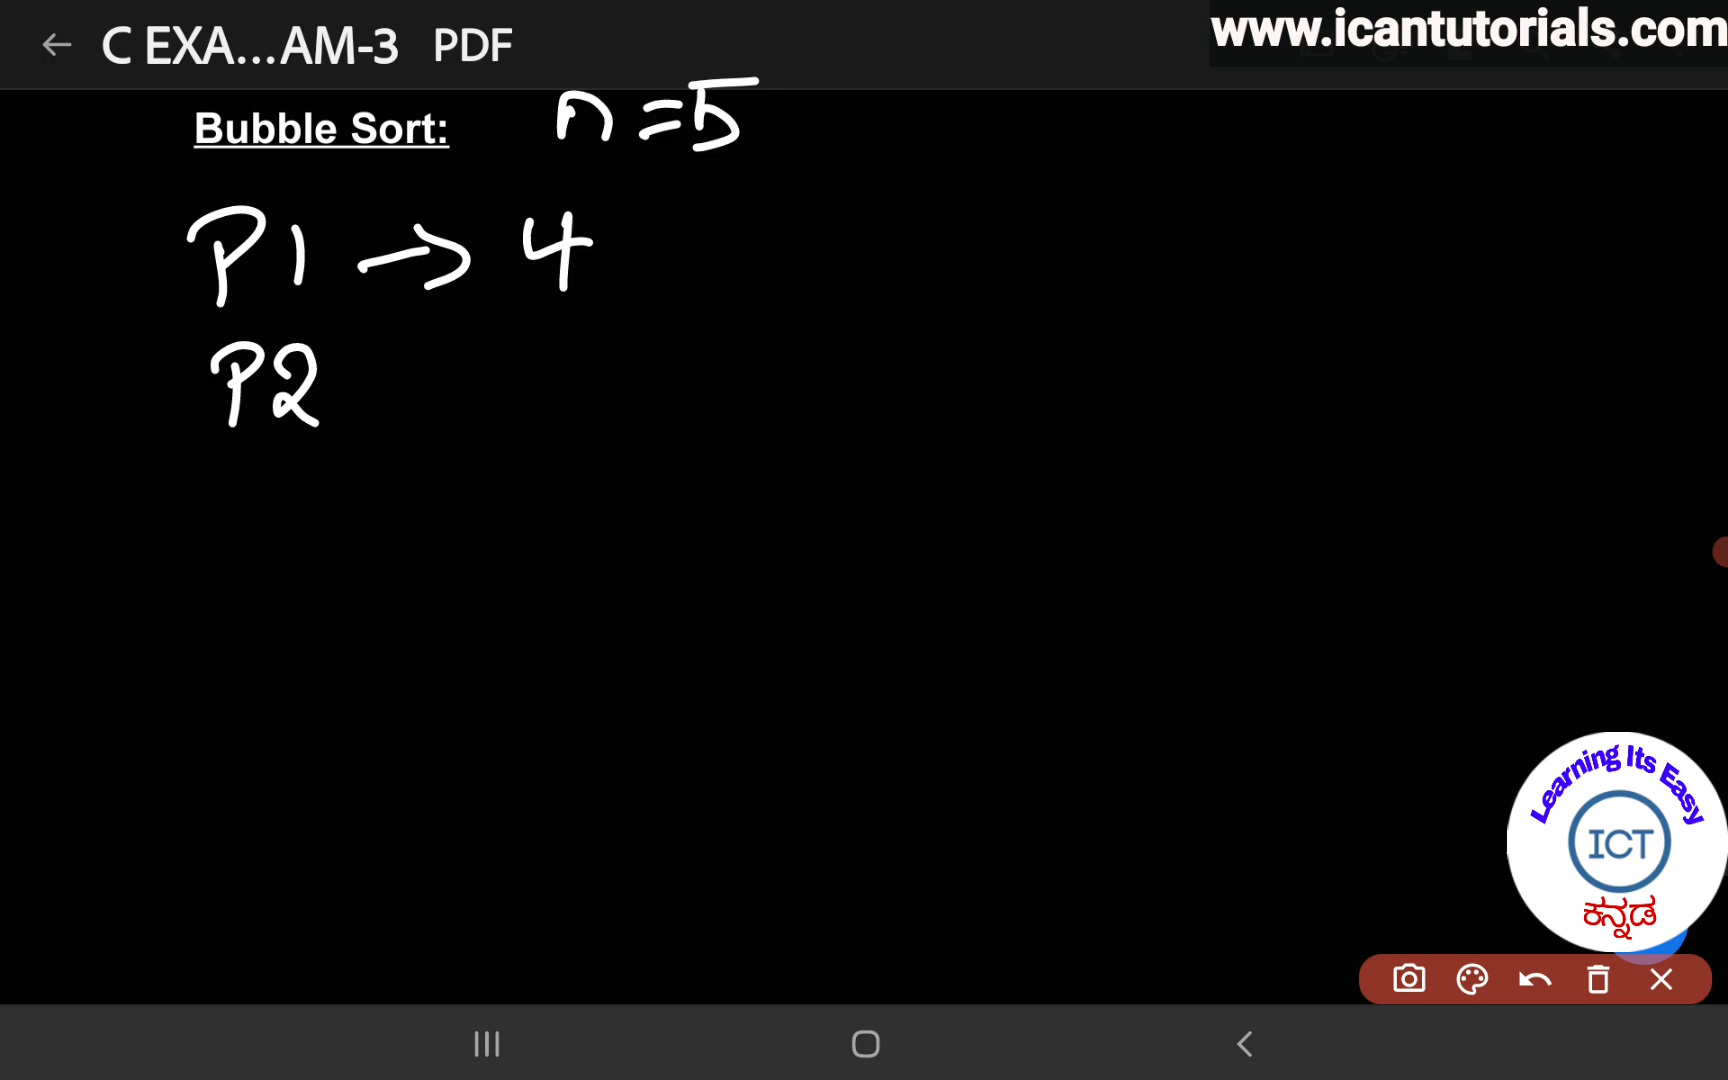 C EXA...AM-3 PDF
www.icantutorials.com
Bubble Sort: n = 5
P1 → 4
P2
Learning Its Easy
ICT
ಕನ್ನಡ